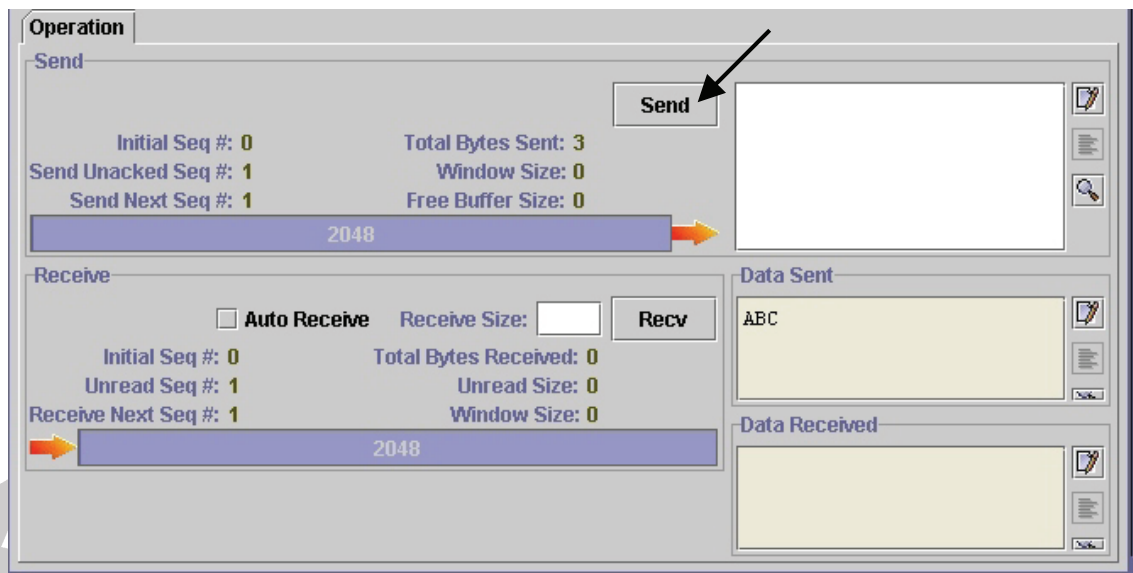 Operation
Send
Send
Initial Seq #: 0 Total Bytes Sent: 3
Send Unacked Seq #: 1 Window Size: 0
Send Next Seq #: 1 Free Buffer Size: 0
2048
Receive
Auto Receive Receive Size: Recv
Initial Seq #: 0 Total Bytes Received: 0
Unread Seq #: 1 Unread Size: 0
Receive Next Seq #: 1 Window Size: 0
2048
Data Sent
ABC
Data Received